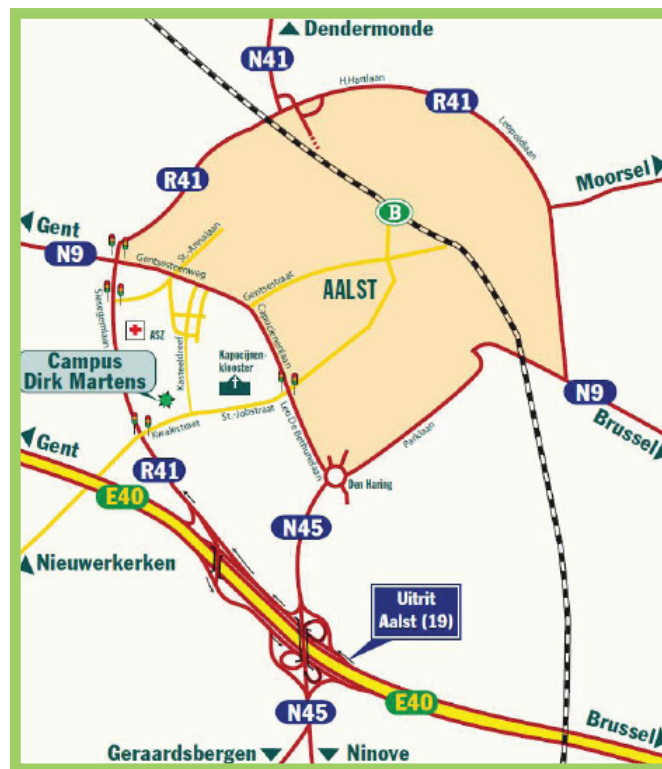 Dendermonde
N41
H.Hartlaan
R41
Leopoldlaan
Moorsel
R41
Gent
N9
St.-Annalaan
Gentsesteenweg
B
Gentsestraat
AALST
Siesegemlaan
ASZ
Kasteeldreef
Kapucijnen-
klooster
Capucienenlaan
Campus
Dirk Martens
St.-Jobstraat
Kwalestraat
Leo De Bethunelaan
Parklaan
N9
Brussel
Gent
R41
Den Haring
E40
N45
Nieuwerkerken
Uitrit
Aalst (19)
E40
N45
Brussel
Geraardsbergen
Ninove